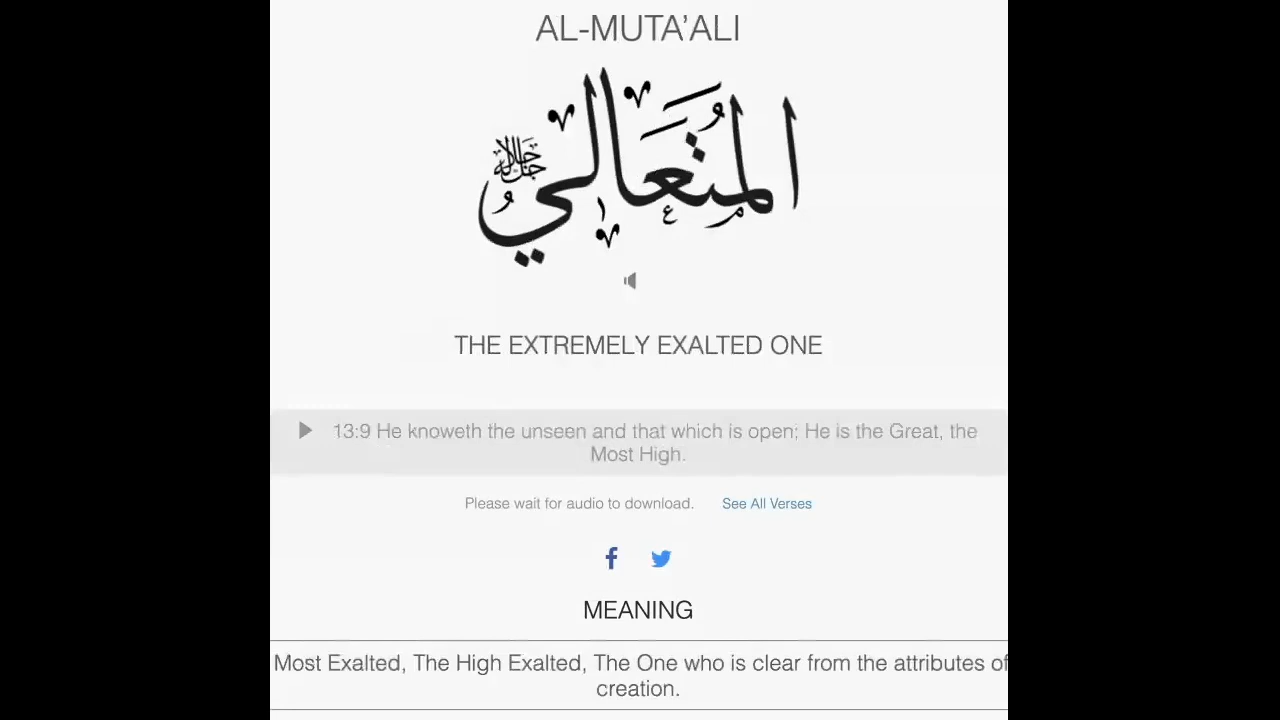 AL-MUTA’ALI
المُتَعَالي
جل جلاله
THE EXTREMELY EXALTED ONE
13:9 He knoweth the unseen and that which is open: He is the Great, the
Most High.
Please wait for audio to download. See All Verses
MEANING
Most Exalted, The High Exalted, The One who is clear from the attributes of
creation.